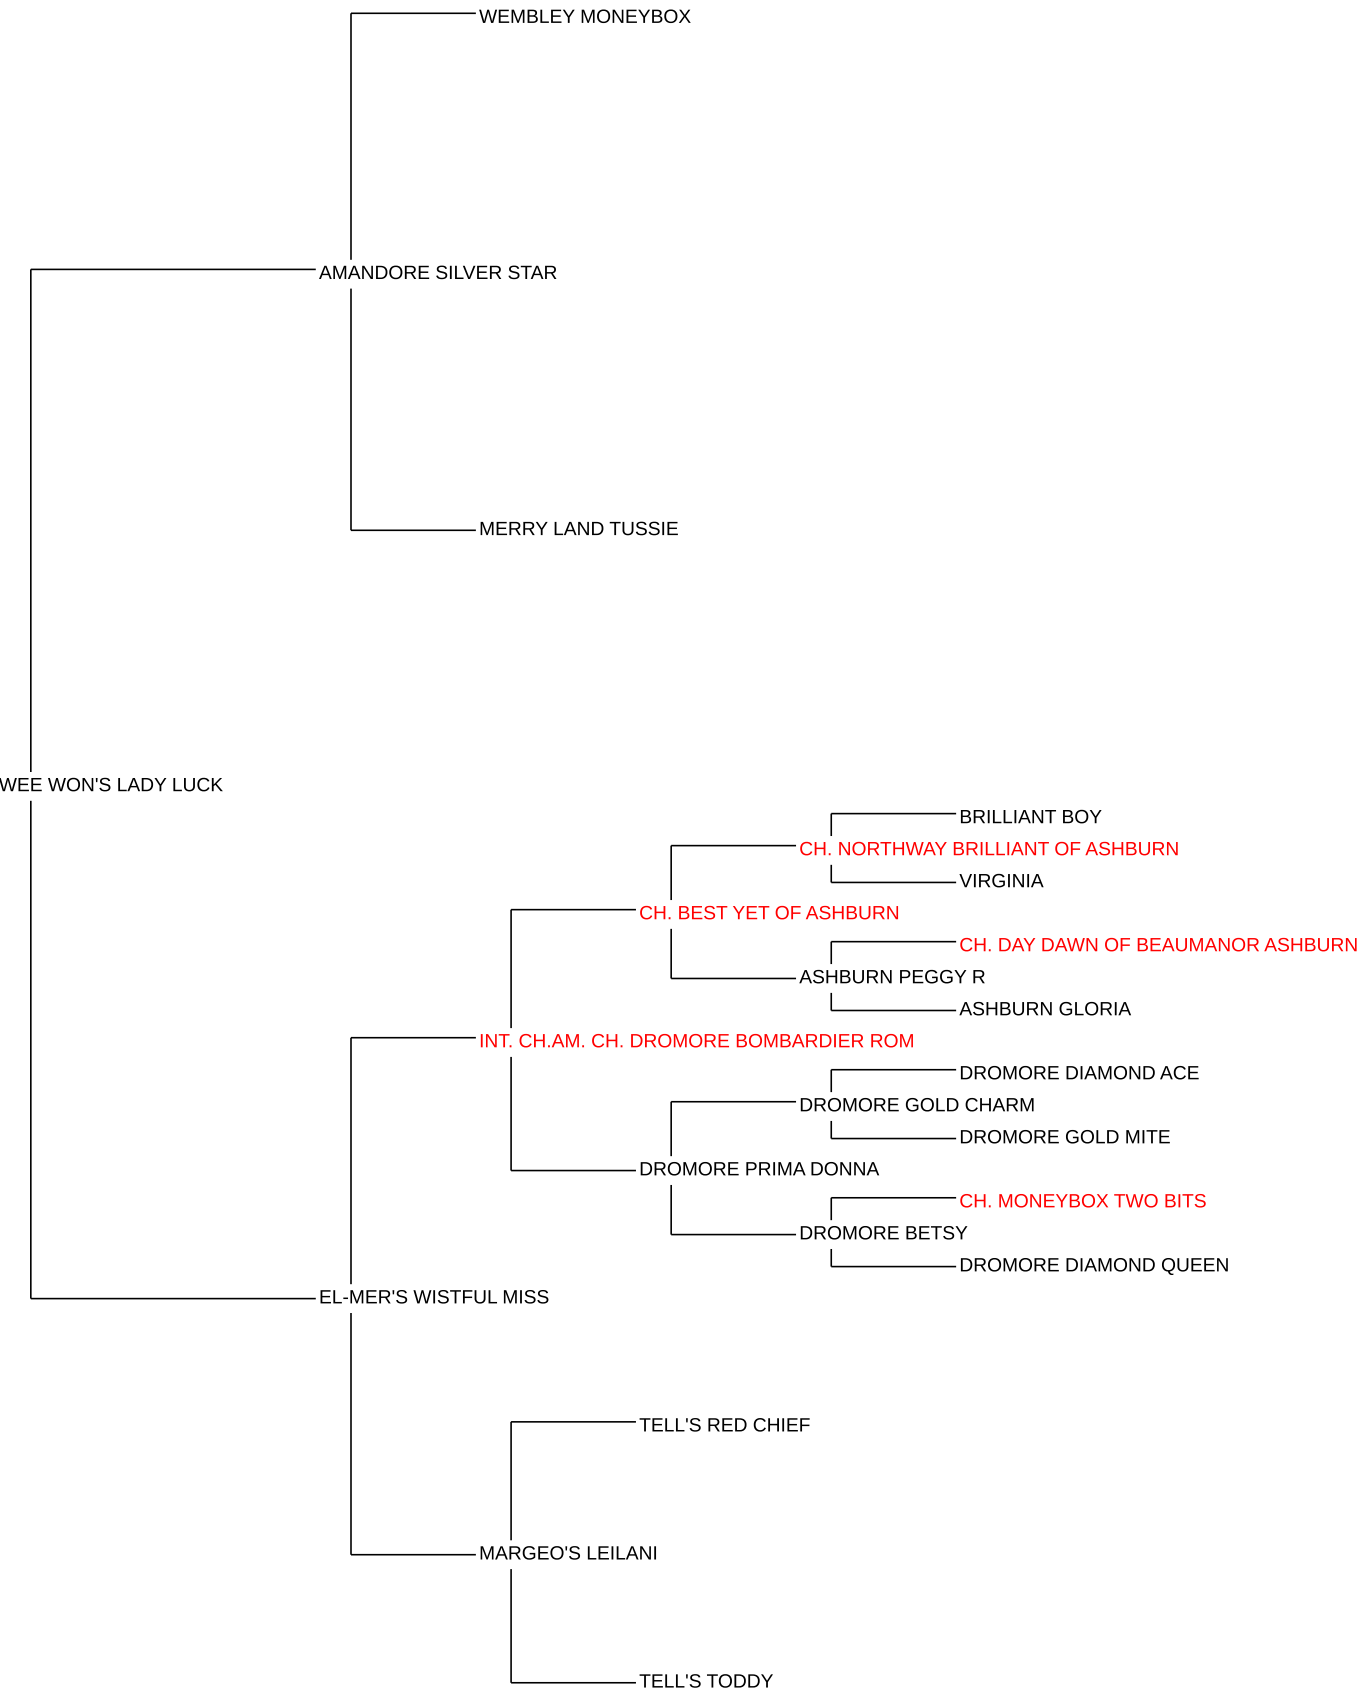 WEMBLEY MONEYBOX
AMANDORE SILVER STAR
MERRY LAND TUSSIE
WEE WON'S LADY LUCK
BRILLIANT BOY
CH. NORTHWAY BRILLIANT OF ASHBURN
VIRGINIA
CH. BEST YET OF ASHBURN
CH. DAY DAWN OF BEAUMANOR ASHBURN
ASHBURN PEGGY R
ASHBURN GLORIA
INT. CH.AM. CH. DROMORE BOMBARDIER ROM
DROMORE DIAMOND ACE
DROMORE GOLD CHARM
DROMORE GOLD MITE
DROMORE PRIMA DONNA
CH. MONEYBOX TWO BITS
DROMORE BETSY
DROMORE DIAMOND QUEEN
EL-MER'S WISTFUL MISS
TELL'S RED CHIEF
MARGEO'S LEILANI
TELL'S TODDY